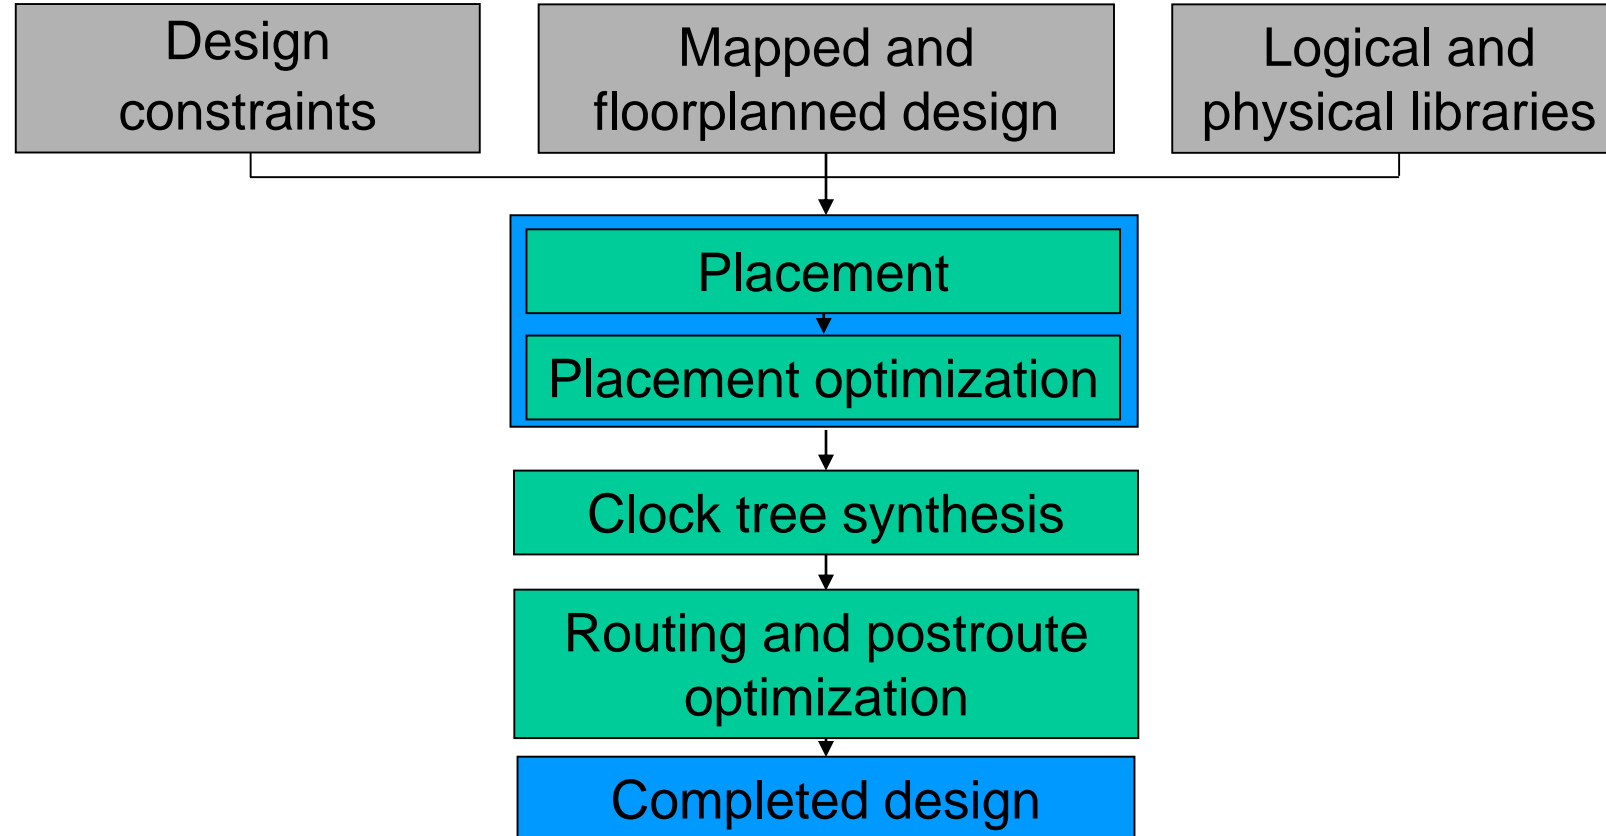 Design
constraints
Mapped and
floorplanned design
Logical and
physical libraries
Placement
Placement optimization
Clock tree synthesis
Routing and postroute
optimization
Completed design